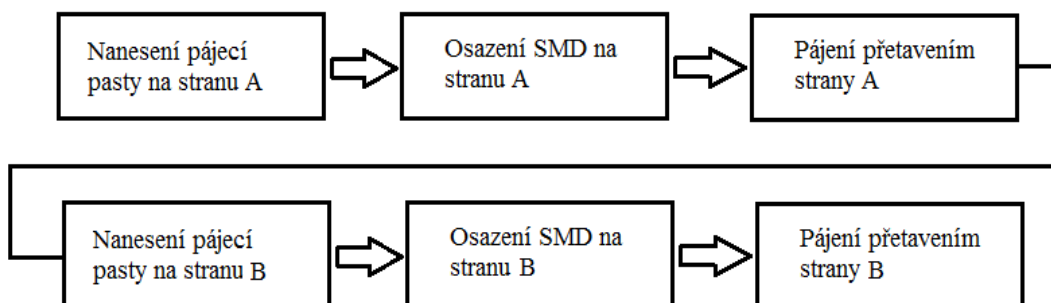 Nanesení pájecí
pasty na stranu A
Osazení SMD na
stranu A
Pájení přetavením
strany A
Nanesení pájecí
pasty na stranu B
Osazení SMD na
stranu B
Pájení přetavením
strany B